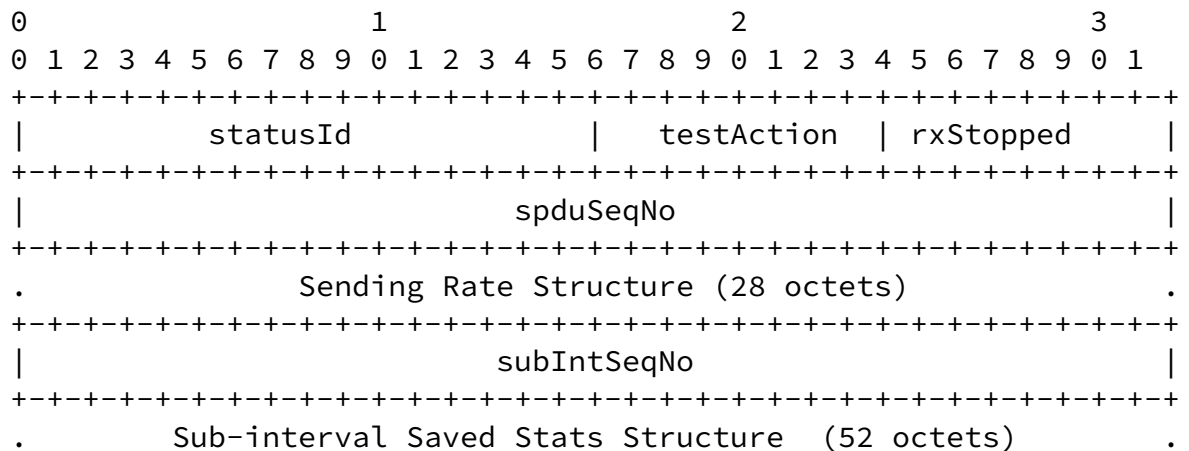 0                   1                   2                   3
0 1 2 3 4 5 6 7 8 9 0 1 2 3 4 5 6 7 8 9 0 1 2 3 4 5 6 7 8 9 0 1
+-+-+-+-+-+-+-+-+-+-+-+-+-+-+-+-+-+-+-+-+-+-+-+-+-+-+-+-+-+-+-+-+
|          statusId             |   testAction  | rxStopped     |
+-+-+-+-+-+-+-+-+-+-+-+-+-+-+-+-+-+-+-+-+-+-+-+-+-+-+-+-+-+-+-+-+
|                           spduSeqNo                           |
+-+-+-+-+-+-+-+-+-+-+-+-+-+-+-+-+-+-+-+-+-+-+-+-+-+-+-+-+-+-+-+-+
.               Sending Rate Structure (28 octets)              .
+-+-+-+-+-+-+-+-+-+-+-+-+-+-+-+-+-+-+-+-+-+-+-+-+-+-+-+-+-+-+-+-+
|                          subIntSeqNo                          |
+-+-+-+-+-+-+-+-+-+-+-+-+-+-+-+-+-+-+-+-+-+-+-+-+-+-+-+-+-+-+-+-+
.        Sub-interval Saved Stats Structure  (52 octets)        .